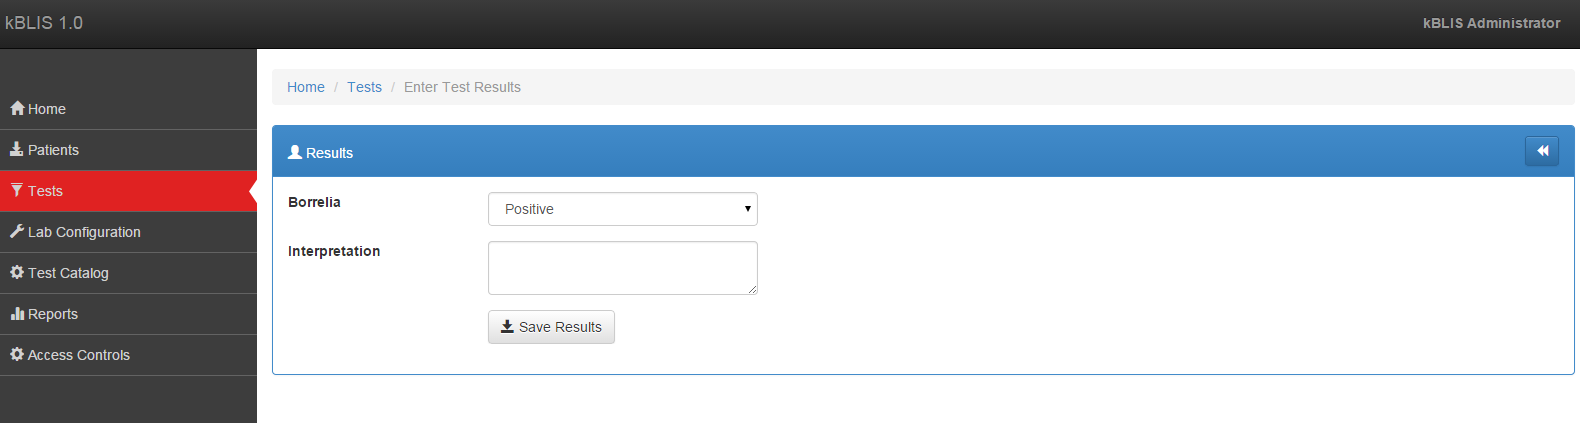 kBLIS 1.0
kBLIS Administrator
Home
Patients
Tests
Lab Configuration
Test Catalog
Reports
Access Controls
Home / Tests / Enter Test Results
Results
Borrelia
Positive
Interpretation
Save Results